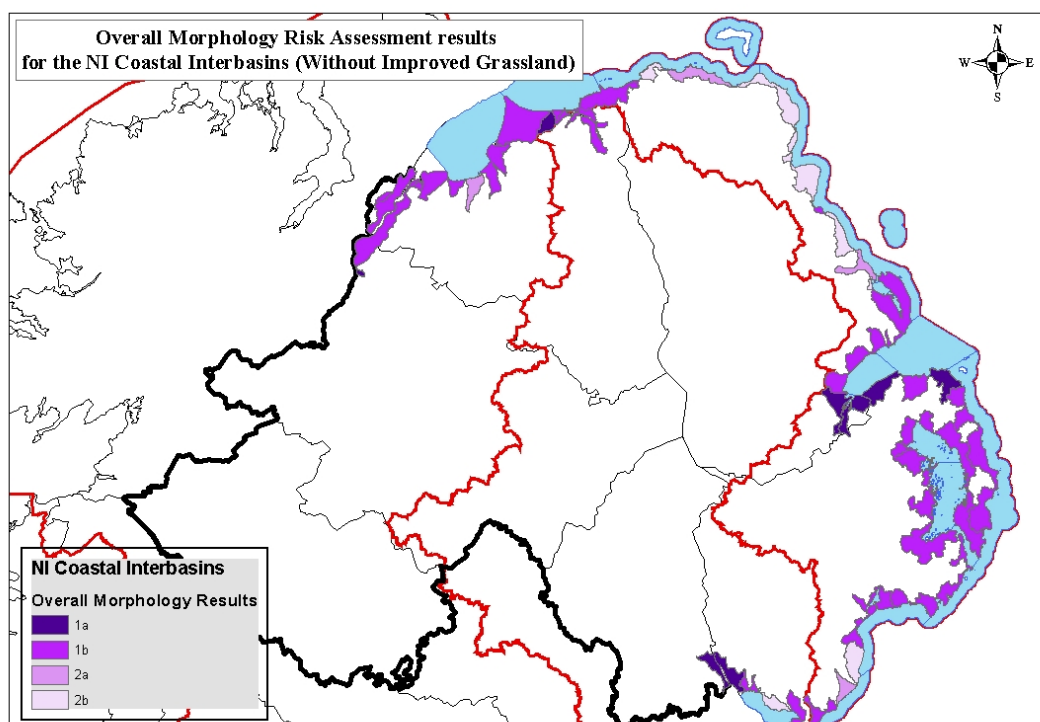 Overall Morphology Risk Assessment results
for the NI Coastal Interbasins (Without Improved Grassland)
N
W E
S
NI Coastal Interbasins
Overall Morphology Results
1a
1b
2a
2b